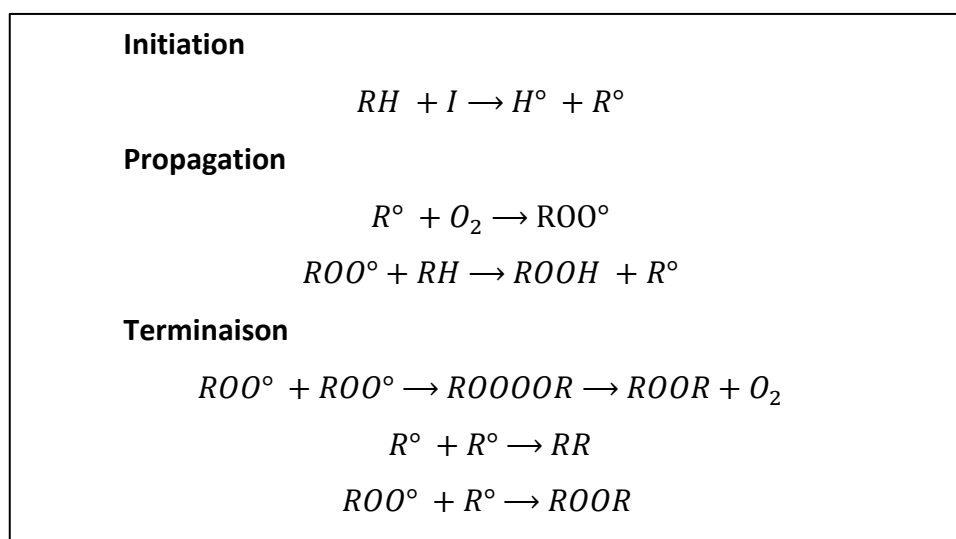 Initiation
RH + I ⟶ H° + R°
Propagation
R° + O₂ ⟶ ROO°
ROO° + RH ⟶ ROOH + R°
Terminaison
ROO° + ROO° ⟶ ROOOOR ⟶ ROOR + O₂
R° + R° ⟶ RR
ROO° + R° ⟶ ROOR